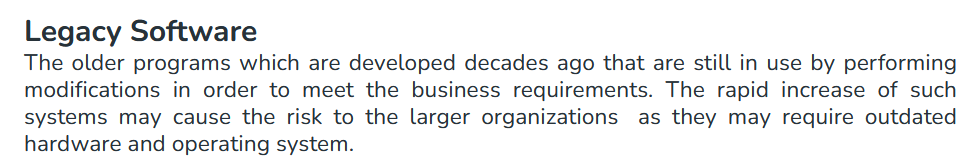 Legacy Software
The older programs which are developed decades ago that are still in use by performing
modifications in order to meet the business requirements. The rapid increase of such
systems may cause the risk to the larger organizations as they may require outdated
hardware and operating system.